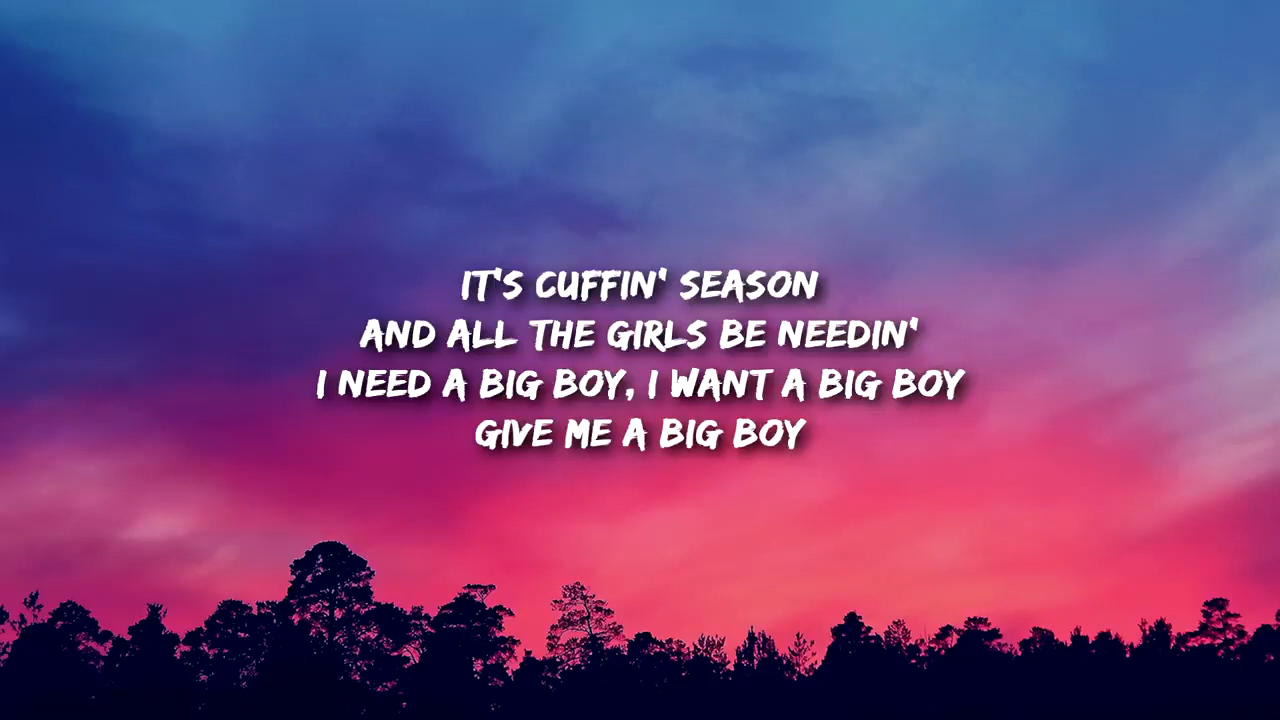 IT'S CUFFIN' SEASON
AND ALL THE GIRLS BE NEEDIN'
I NEED A BIG BOY, I WANT A BIG BOY
GIVE ME A BIG BOY